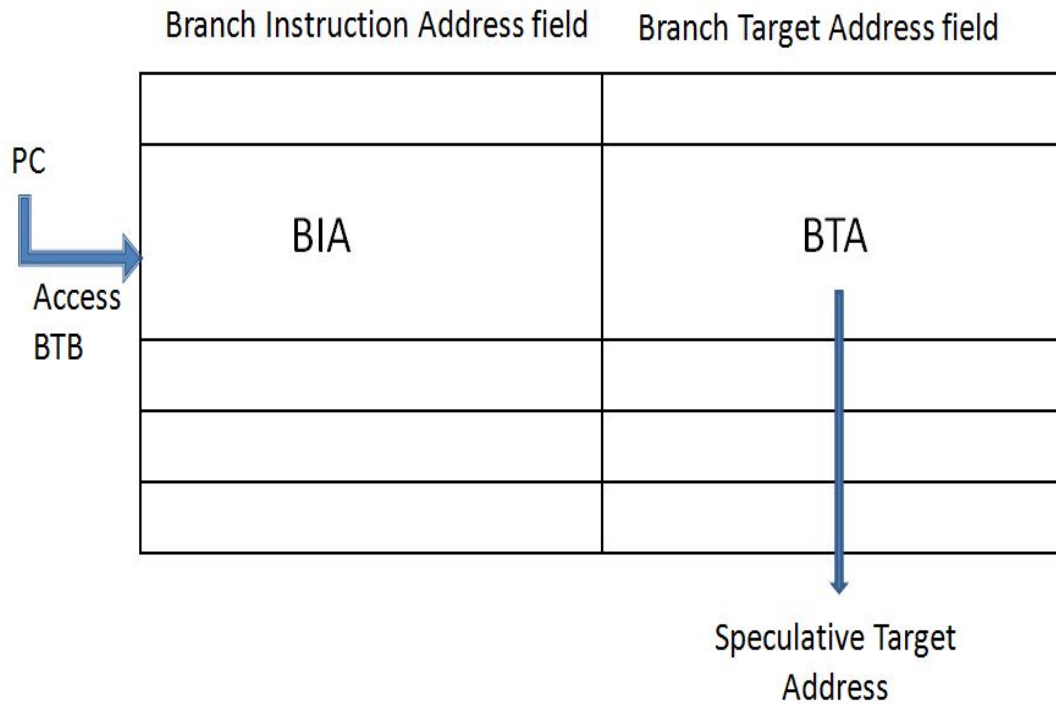 Branch Instruction Address field
Branch Target Address field
PC
BIA
BTA
Access
BTB
Speculative Target
Address